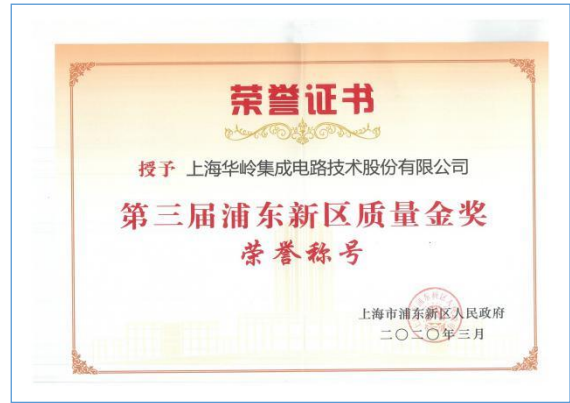 荣誉证书
授予 上海华岭集成电路技术股份有限公司
第三届浦东新区质量金奖
荣誉称号
上海市浦东新区人民政府
二〇二〇年三月